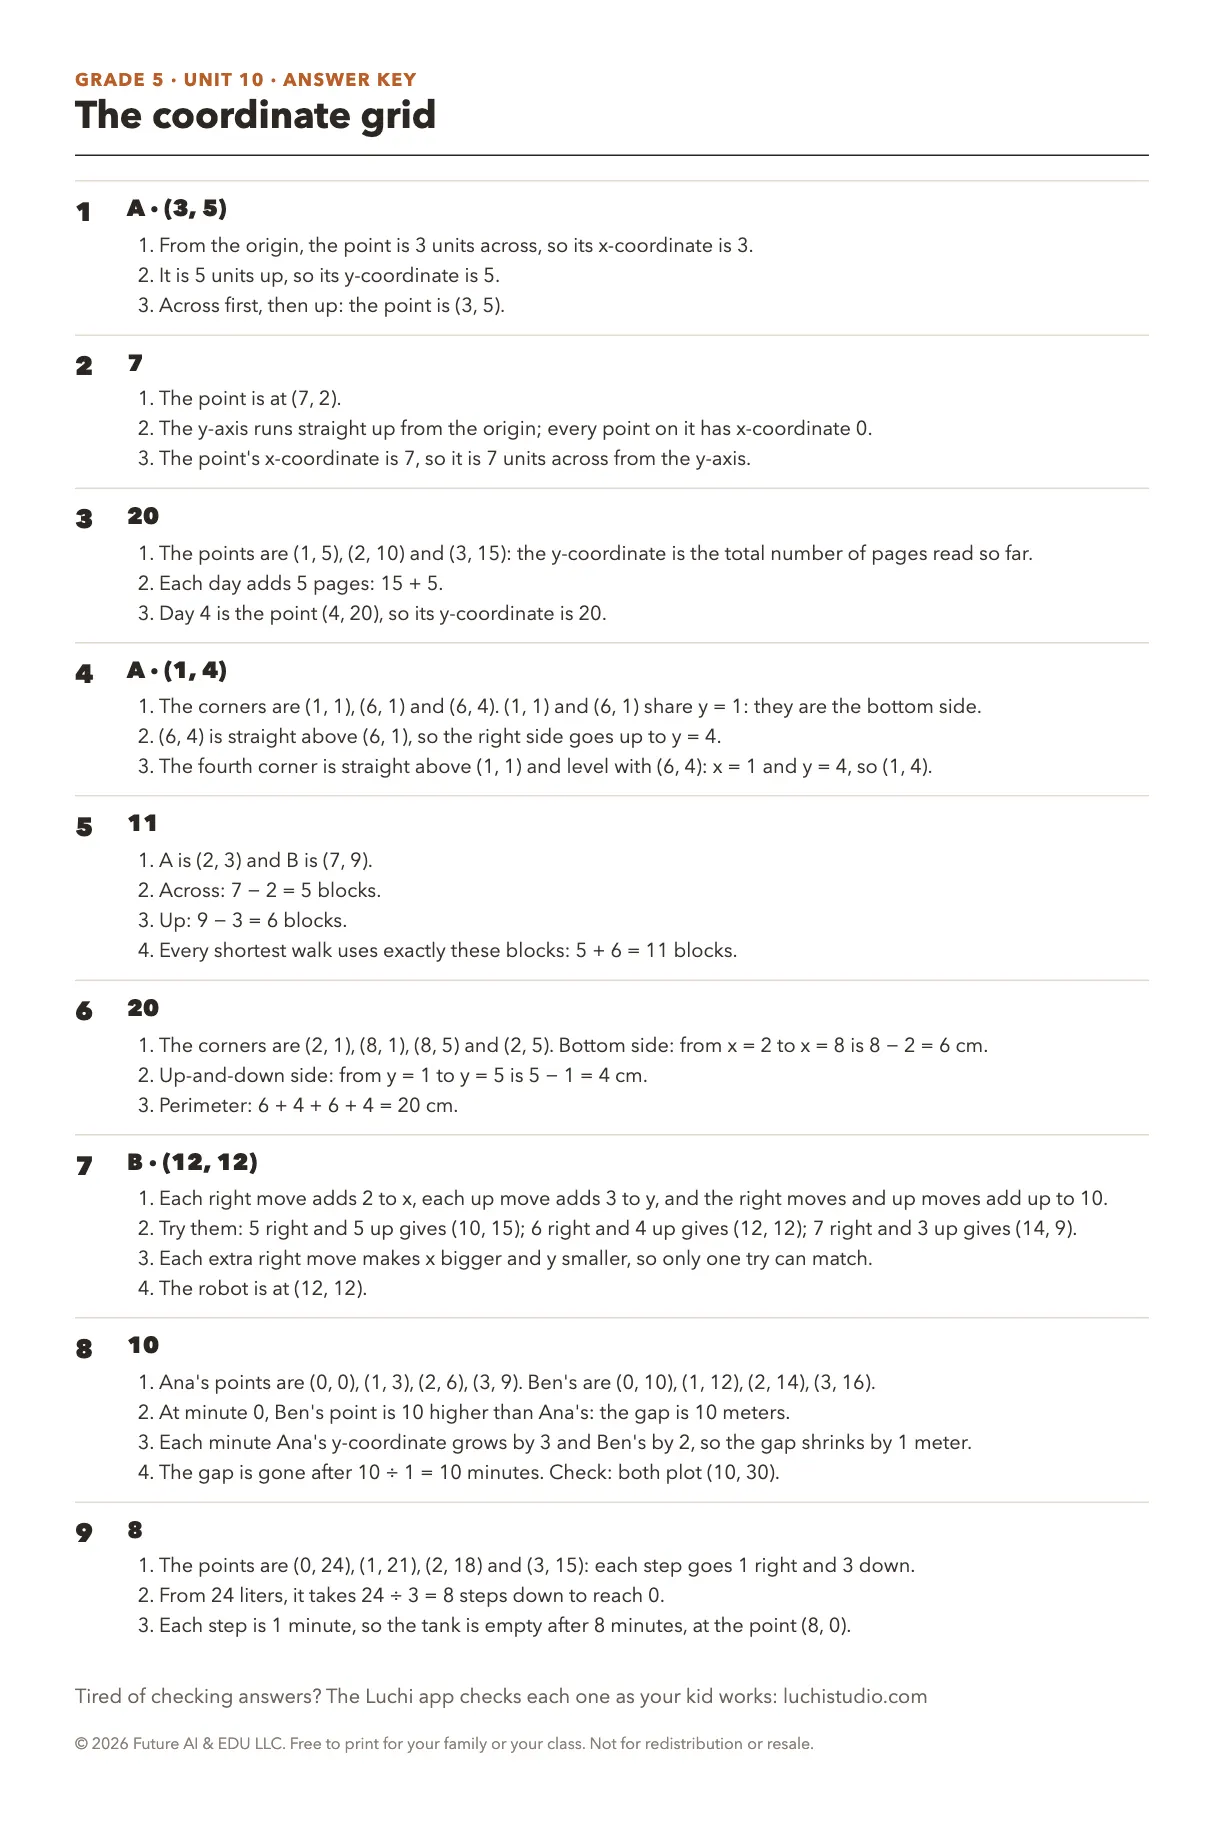 GRADE 5 · UNIT 10 · ANSWER KEY
The coordinate grid
1 A · (3, 5)
1. From the origin, the point is 3 units across, so its x-coordinate is 3.
2. It is 5 units up, so its y-coordinate is 5.
3. Across first, then up: the point is (3, 5).
2 7
1. The point is at (7, 2).
2. The y-axis runs straight up from the origin; every point on it has x-coordinate 0.
3. The point's x-coordinate is 7, so it is 7 units across from the y-axis.
3 20
1. The points are (1, 5), (2, 10) and (3, 15): the y-coordinate is the total number of pages read so far.
2. Each day adds 5 pages: 15 + 5.
3. Day 4 is the point (4, 20), so its y-coordinate is 20.
4 A · (1, 4)
1. The corners are (1, 1), (6, 1) and (6, 4). (1, 1) and (6, 1) share y = 1: they are the bottom side.
2. (6, 4) is straight above (6, 1), so the right side goes up to y = 4.
3. The fourth corner is straight above (1, 1) and level with (6, 4): x = 1 and y = 4, so (1, 4).
5 11
1. A is (2, 3) and B is (7, 9).
2. Across: 7 − 2 = 5 blocks.
3. Up: 9 − 3 = 6 blocks.
4. Every shortest walk uses exactly these blocks: 5 + 6 = 11 blocks.
6 20
1. The corners are (2, 1), (8, 1), (8, 5) and (2, 5). Bottom side: from x = 2 to x = 8 is 8 − 2 = 6 cm.
2. Up-and-down side: from y = 1 to y = 5 is 5 − 1 = 4 cm.
3. Perimeter: 6 + 4 + 6 + 4 = 20 cm.
7 B · (12, 12)
1. Each right move adds 2 to x, each up move adds 3 to y, and the right moves and up moves add up to 10.
2. Try them: 5 right and 5 up gives (10, 15); 6 right and 4 up gives (12, 12); 7 right and 3 up gives (14, 9).
3. Each extra right move makes x bigger and y smaller, so only one try can match.
4. The robot is at (12, 12).
8 10
1. Ana's points are (0, 0), (1, 3), (2, 6), (3, 9). Ben's are (0, 10), (1, 12), (2, 14), (3, 16).
2. At minute 0, Ben's point is 10 higher than Ana's: the gap is 10 meters.
3. Each minute Ana's y-coordinate grows by 3 and Ben's by 2, so the gap shrinks by 1 meter.
4. The gap is gone after 10 ÷ 1 = 10 minutes. Check: both plot (10, 30).
9 8
1. The points are (0, 24), (1, 21), (2, 18) and (3, 15): each step goes 1 right and 3 down.
2. From 24 liters, it takes 24 ÷ 3 = 8 steps down to reach 0.
3. Each step is 1 minute, so the tank is empty after 8 minutes, at the point (8, 0).
Tired of checking answers? The Luchi app checks each one as your kid works: luchistudio.com
© 2026 Future AI & EDU LLC. Free to print for your family or your class. Not for redistribution or resale.